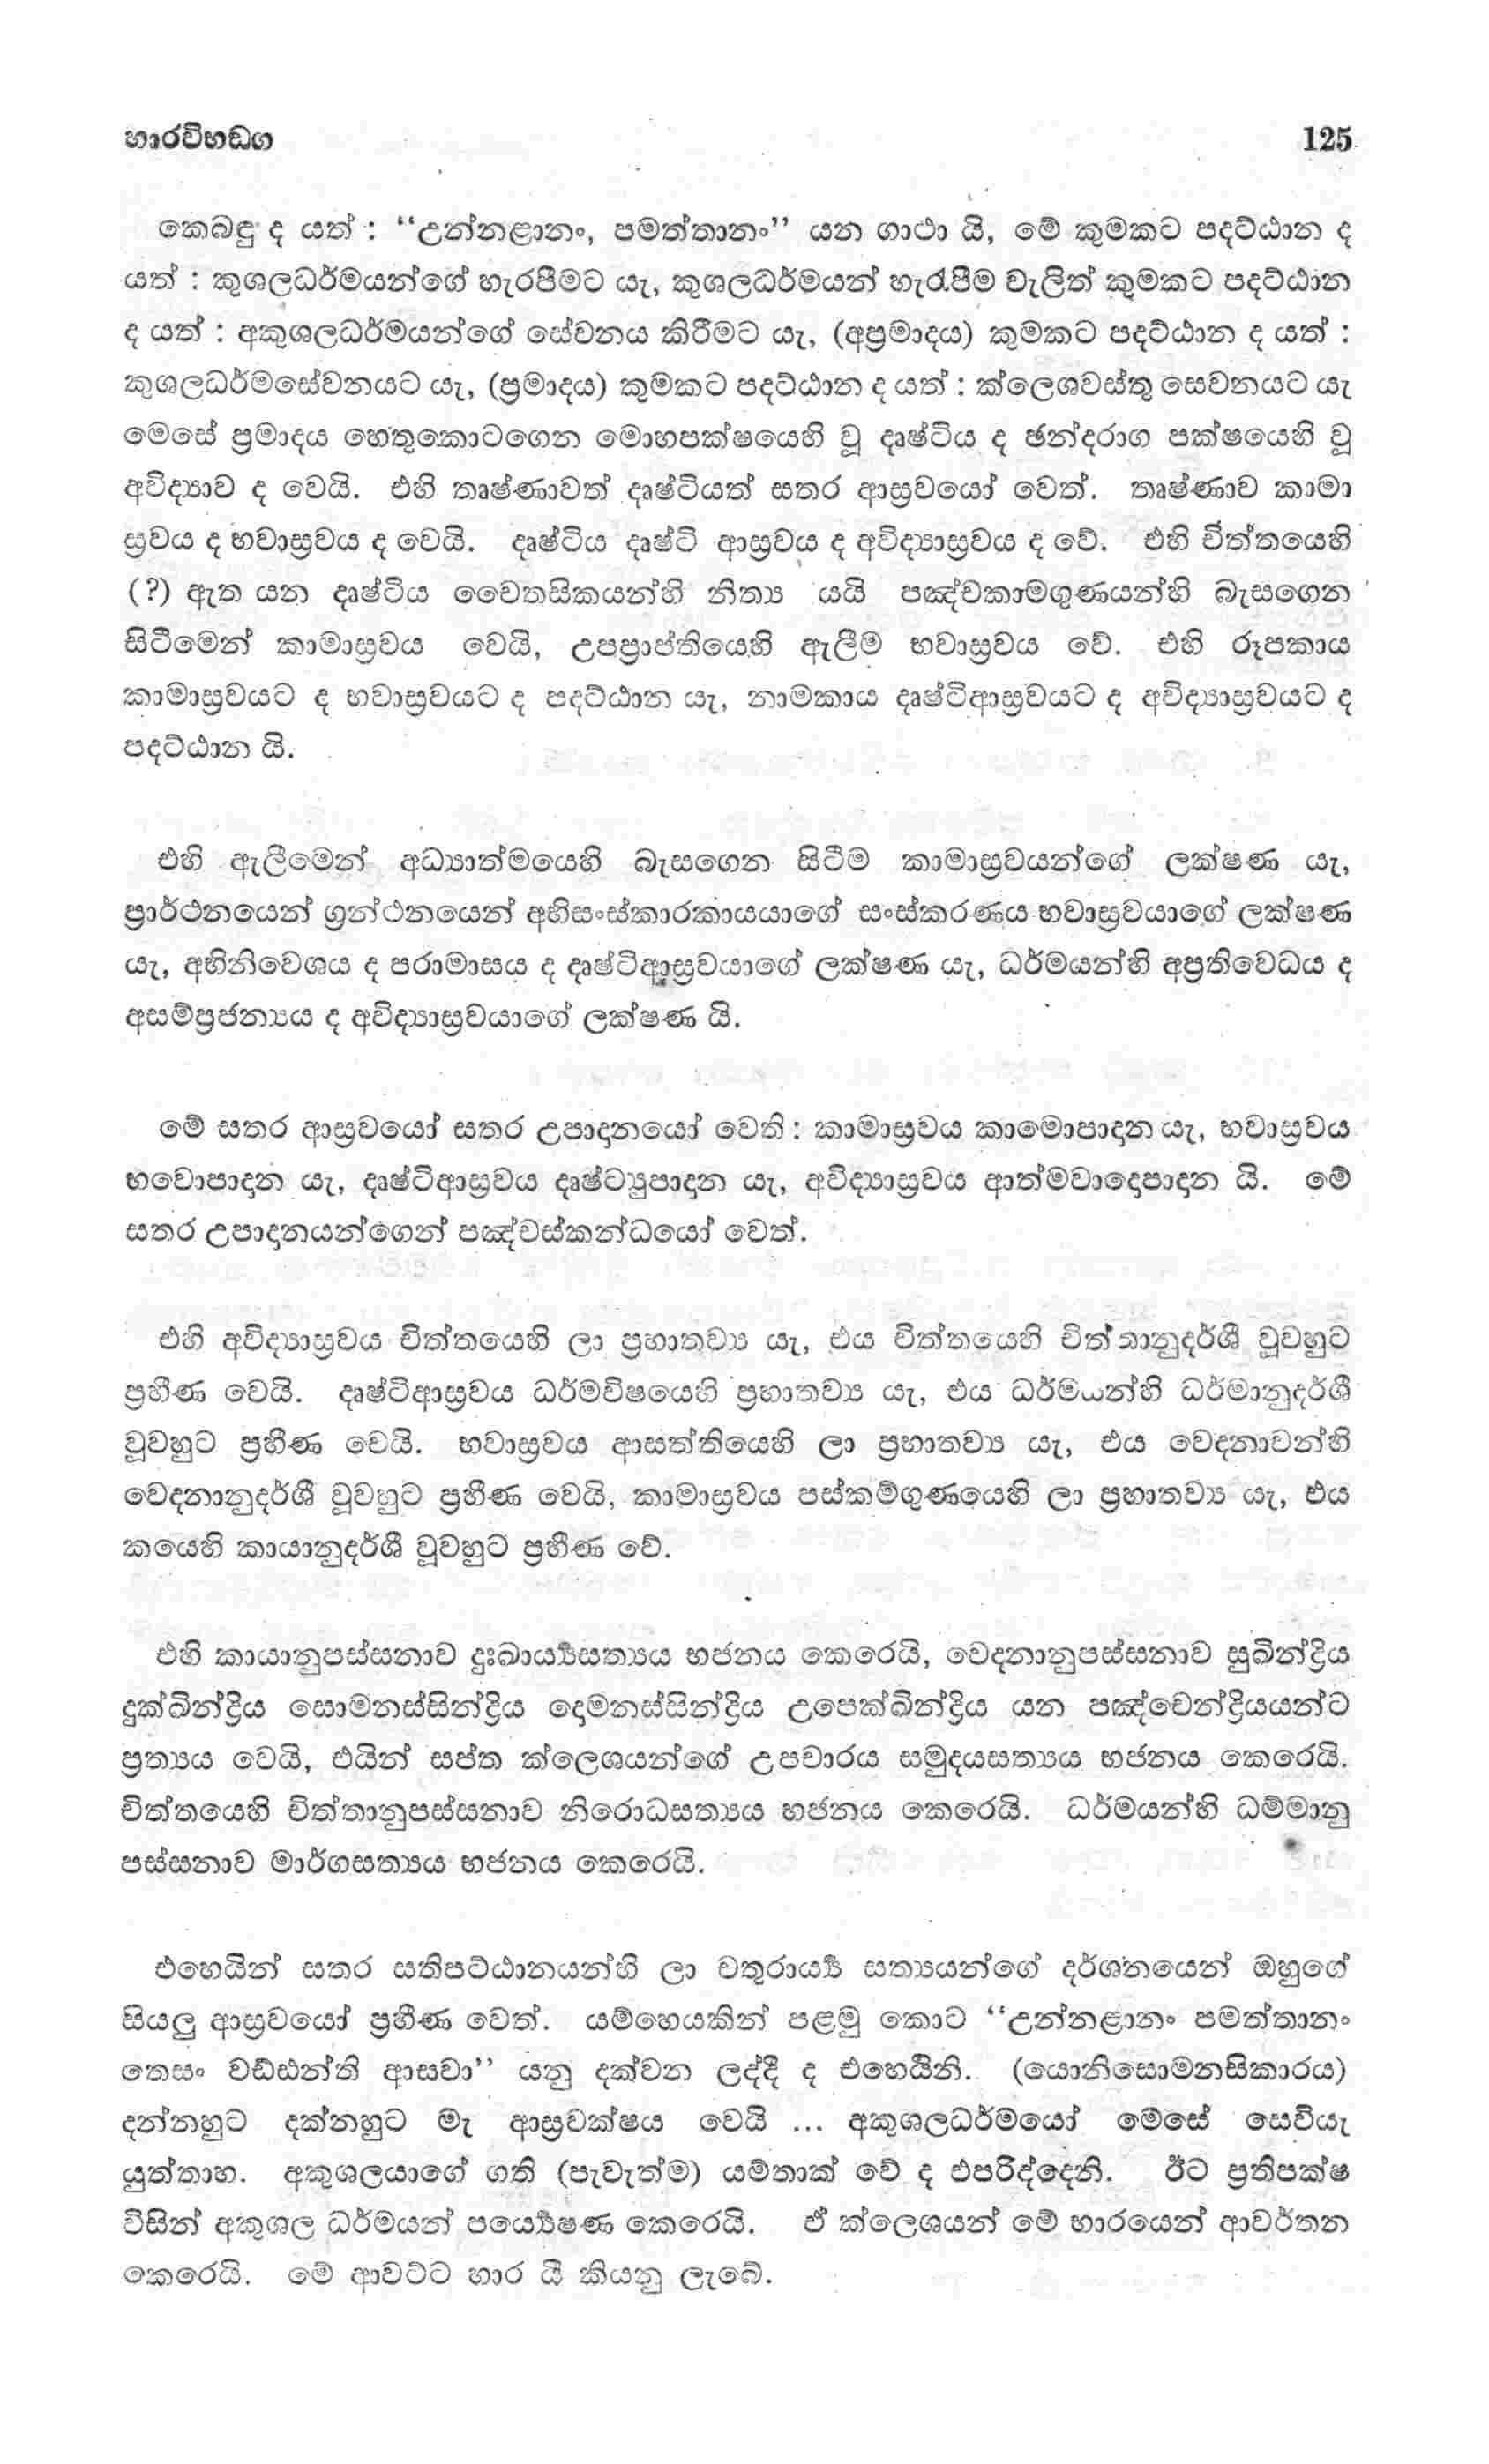 හාරවිභඞ්ග 125
කෙබඳු ද යත් : “උන්නළානං, පමත්තානං” යන ගාථා යි, මේ කුමකට පදට්ඨාන ද
යත් : කුශලධර්මයන්ගේ හැරපීමට යැ, කුශලධර්මයන් හැරැපීම වැලිත් කුමකට පදට්ඨාන
ද යත් : අකුශලධර්මයන්ගේ සේවනය කිරීමට යැ, (අප්‍රමාදය) කුමකට පදට්ඨාන ද යත් :
කුශලධර්මසේවනයට යැ, (ප්‍රමාදය) කුමකට පදට්ඨාන ද යත් : ක්ලෙශවස්තු සෙවනයට යැ
මෙසේ ප්‍රමාදය හෙතුකොටගෙන මොහපක්ෂයෙහි වූ දෘෂ්ටිය ද ඡන්දරාග පක්ෂයෙහි වූ
අවිද්‍යාව ද වෙයි. එහි තෘෂ්ණාවත් දෘෂ්ටියත් සතර ආස්‍රවයෝ වෙත්. තෘෂ්ණාව කාමා
ස්‍රවය ද භවාස්‍රවය ද වෙයි. දෘෂ්ටිය දෘෂ්ටි ආස්‍රවය ද අවිද්‍යාස්‍රවය ද වේ. එහි චිත්තයෙහි
(?) ඇත යන දෘෂ්ටිය චෛතසිකයන්හි නිත්‍ය යයි පඤ්චකාමගුණයන්හි බැසගෙන
සිටීමෙන් කාමාස්‍රවය වෙයි, උපප්‍රාප්තියෙහි ඇලීම භවාස්‍රවය වේ. එහි රූපකාය
කාමාස්‍රවයට ද භවාස්‍රවයට ද පදට්ඨාන යැ, නාමකාය දෘෂ්ටිආස්‍රවයට ද අවිද්‍යාස්‍රවයට ද
පදට්ඨාන යි.
එහි ඇලීමෙන් අධ්‍යාත්මයෙහි බැසගෙන සිටීම කාමාස්‍රවයන්ගේ ලක්ෂණ යැ,
ප්‍රාර්ථනයෙන් ග්‍රන්ථනයෙන් අභිසංස්කාරකායයාගේ සංස්කරණය භවාස්‍රවයාගේ ලක්ෂණ
යැ, අභිනිවෙශය ද පරාමාසය ද දෘෂ්ටිආස්‍රවයාගේ ලක්ෂණ යැ, ධර්මයන්හි අප්‍රතිවෙධය ද
අසම්ප්‍රජන්‍යය ද අවිද්‍යාස්‍රවයාගේ ලක්ෂණ යි.
මේ සතර ආස්‍රවයෝ සතර උපාදානයෝ වෙති : කාමාස්‍රවය කාමොපාදාන යැ, භවාස්‍රවය
භවොපාදාන යැ, දෘෂ්ටිආස්‍රවය දෘෂ්ට්‍යුපාදාන යැ, අවිද්‍යාස්‍රවය ආත්මවාදොපාදාන යි. මේ
සතර උපාදානයන්ගෙන් පඤ්චස්කන්ධයෝ වෙත්.
එහි අවිද්‍යාස්‍රවය චිත්තයෙහි ලා ප්‍රහාතව්‍ය යැ, එය චිත්තයෙහි චිත්තානුදර්ශී වූවහුට
ප්‍රහීණ වෙයි. දෘෂ්ටිආස්‍රවය ධර්මවිෂයෙහි ප්‍රහාතව්‍ය යැ, එය ධර්මයන්හි ධර්මානුදර්ශී
වූවහුට ප්‍රහීණ වෙයි. භවාස්‍රවය ආසත්තියෙහි ලා ප්‍රහාතව්‍ය යැ, එය වෙදනාවන්හි
වෙදනානුදර්ශී වූවහුට ප්‍රහීණ වෙයි, කාමාස්‍රවය පස්කම්ගුණයෙහි ලා ප්‍රහාතව්‍ය යැ, එය
කයෙහි කායානුදර්ශී වූවහුට ප්‍රහීණ වේ.
එහි කායානුපස්සනාව දුඃඛාර්‍ය්‍යසත්‍යය භජනය කෙරෙයි, වෙදනානුපස්සනාව සුඛින්ද්‍රිය
දුක්ඛින්ද්‍රිය සොමනස්සින්ද්‍රිය දොමනස්සින්ද්‍රිය උපෙක්ඛින්ද්‍රිය යන පඤ්චෙන්ද්‍රියයන්ට
ප්‍රත්‍යය වෙයි, එයින් සප්ත ක්ලෙශයන්ගේ උපචාරය සමුදයසත්‍යය භජනය කෙරෙයි.
චිත්තයෙහි චිත්තානුපස්සනාව නිරොධසත්‍යය භජනය කෙරෙයි. ධර්මයන්හි ධම්මානු
පස්සනාව මාර්ගසත්‍යය භජනය කෙරෙයි.
එහෙයින් සතර සතිපට්ඨානයන්හි ලා චතුරාර්‍ය්‍ය සත්‍යයන්ගේ දර්ශනයෙන් ඔහුගේ
සියලු ආස්‍රවයෝ ප්‍රහීණ වෙත්. යම්හෙයකින් පළමු කොට “උන්නළානං පමත්තානං
තෙසං වඩ්ඪන්ති ආසවා” යනු දක්වන ලද්දී ද එහෙයිනි. (යොනිසොමනසිකාරය)
දන්නහුට දක්නහුට මැ ආස්‍රවක්ෂය වෙයි ... අකුශලධර්මයෝ මෙසේ සෙවියැ
යුත්තාහ. අකුශලයාගේ ගති (පැවැත්ම) යම්තාක් වේ ද එපරිද්දෙනි. ඊට ප්‍රතිපක්ෂ
විසින් අකුශල ධර්මයන් පර්‍ය්‍යෙෂණ කෙරෙයි. ඒ ක්ලෙශයන් මේ හාරයෙන් ආවර්තන
කෙරෙයි. මේ ආවට්ට හාර යි කියනු ලැබේ.